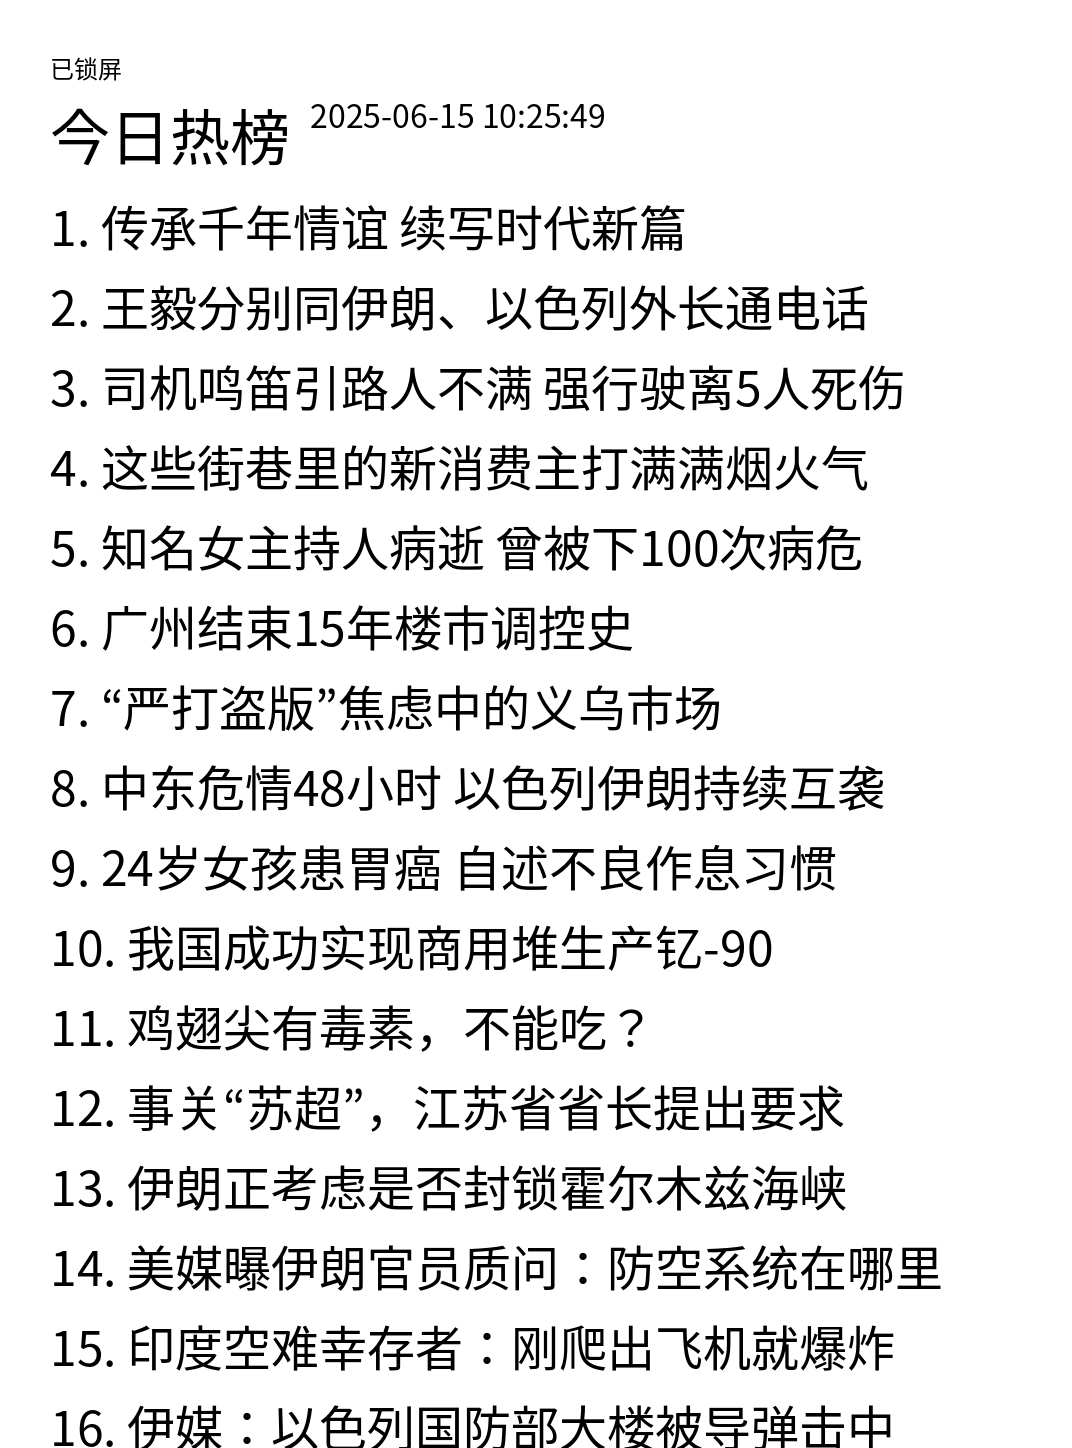 已锁屏
今日热榜 2025-06-15 10:25:49
1. 传承千年情谊 续写时代新篇
2. 王毅分别同伊朗、以色列外长通电话
3. 司机鸣笛引路人不满 强行驶离5人死伤
4. 这些街巷里的新消费主打满满烟火气
5. 知名女主持人病逝 曾被下100次病危
6. 广州结束15年楼市调控史
7. “严打盗版”焦虑中的义乌市场
8. 中东危情48小时 以色列伊朗持续互袭
9. 24岁女孩患胃癌 自述不良作息习惯
10. 我国成功实现商用堆生产钇-90
11. 鸡翅尖有毒素，不能吃？
12. 事关“苏超”，江苏省省长提出要求
13. 伊朗正考虑是否封锁霍尔木兹海峡
14. 美媒曝伊朗官员质问：防空系统在哪里
15. 印度空难幸存者：刚爬出飞机就爆炸
16. 伊媒：以色列国防部大楼被导弹击中